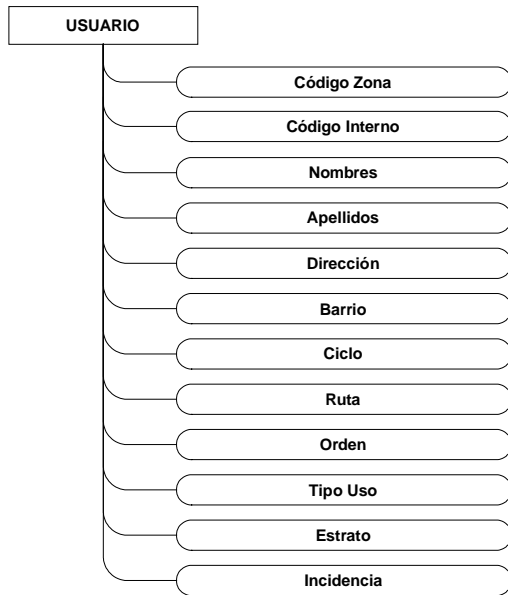 USUARIO
Código Zona
Código Interno
Nombres
Apellidos
Dirección
Barrio
Ciclo
Ruta
Orden
Tipo Uso
Estrato
Incidencia